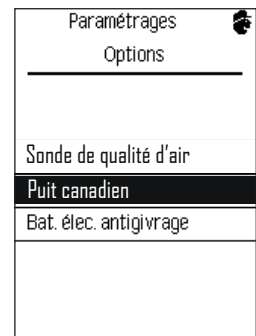 Paramétrages
Options
Sonde de qualité d'air
Puit canadien
Bat. élec. antigivrage